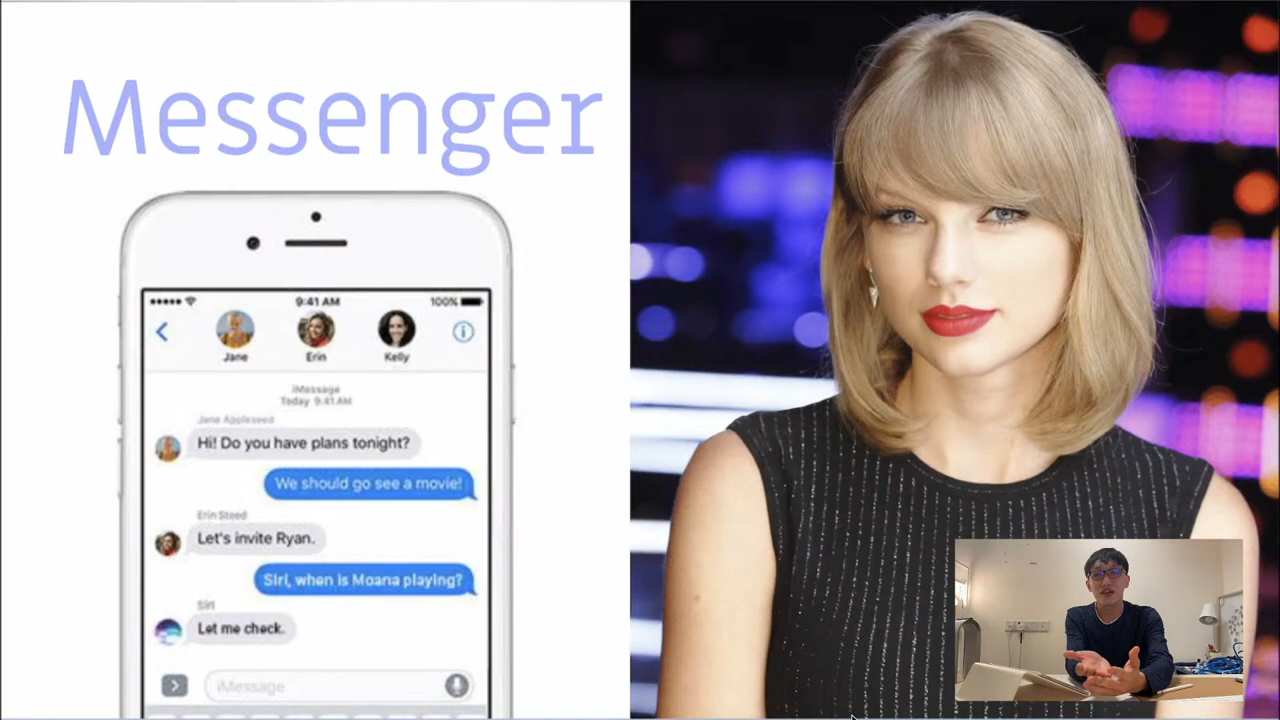 Messenger
9:41 AM
100%
Jane
Erin
Kelly
iMessage
Today 9:41 AM
Jane Appleseed
Hi! Do you have plans tonight?
We should go see a movie!
Erin Steed
Let's invite Ryan.
Siri, when is Moana playing?
Siri
Let me check.
iMessage